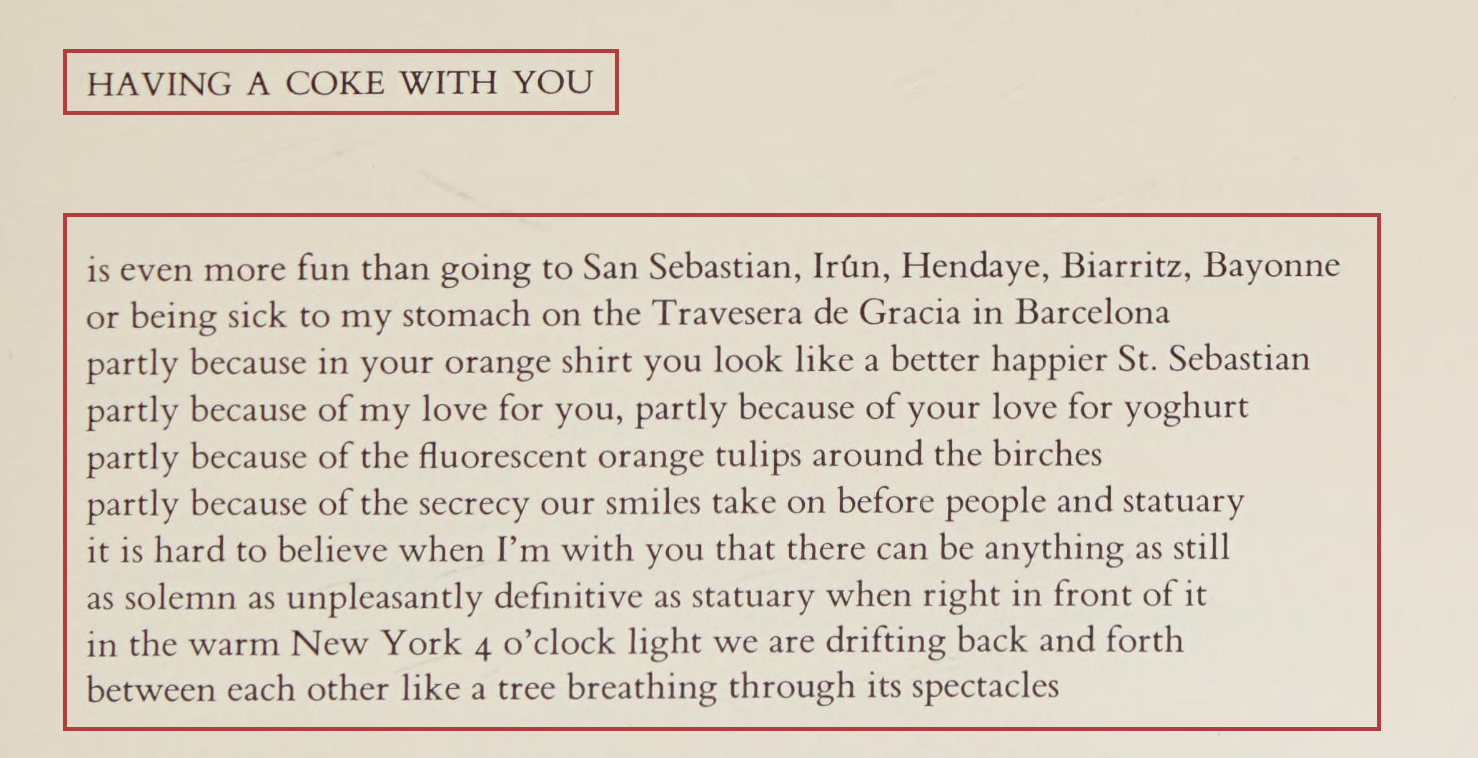 HAVING A COKE WITH YOU
is even more fun than going to San Sebastian, Irún, Hendaye, Biarritz, Bayonne
or being sick to my stomach on the Travesera de Gracia in Barcelona
partly because in your orange shirt you look like a better happier St. Sebastian
partly because of my love for you, partly because of your love for yoghurt
partly because of the fluorescent orange tulips around the birches
partly because of the secrecy our smiles take on before people and statuary
it is hard to believe when I’m with you that there can be anything as still
as solemn as unpleasantly definitive as statuary when right in front of it
in the warm New York 4 o’clock light we are drifting back and forth
between each other like a tree breathing through its spectacles